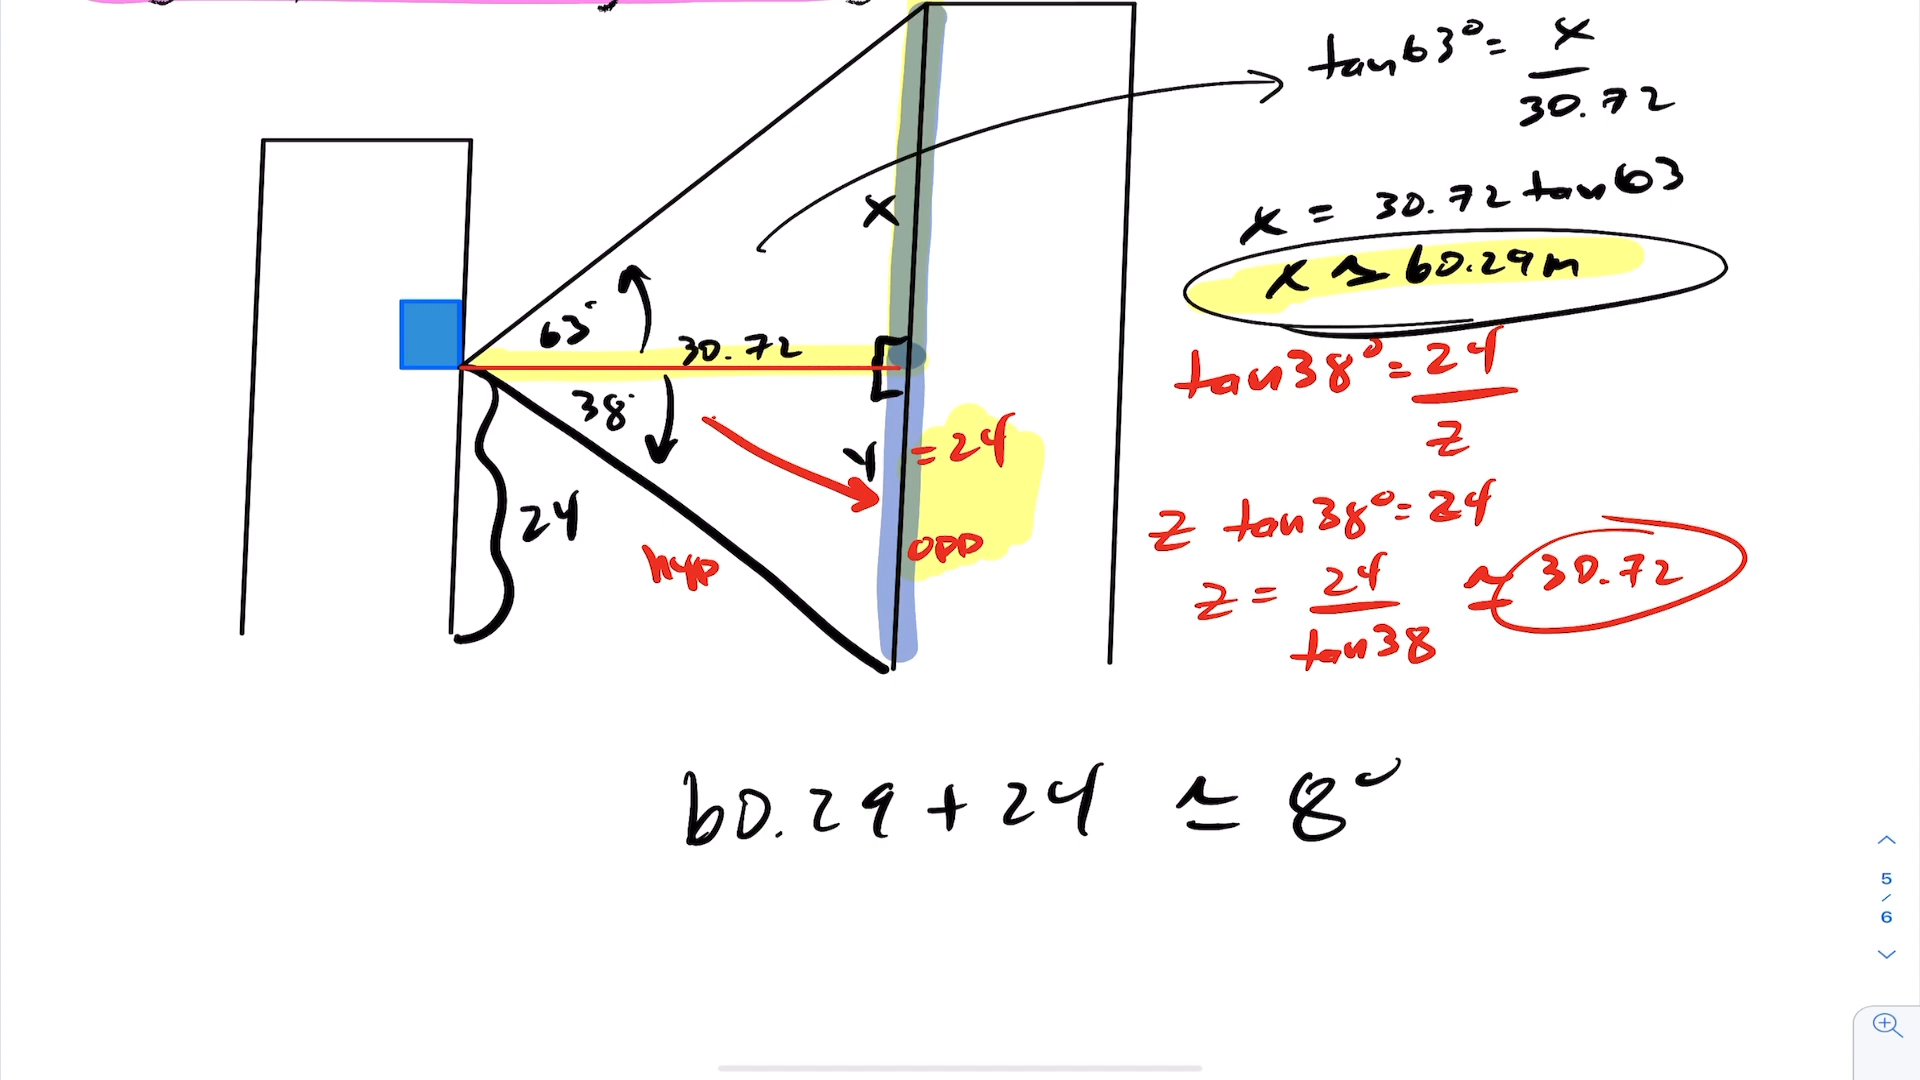 tan63°= x
30.72
x = 30.72 tan63
x ≃ 60.29m
x
63°
30.72
38°
y = 24
24
hyp
opp
tan38°= 24
z
z tan38°= 24
z = 24 ≃ 30.72
tan38
60.29 + 24 ≃ 8
5
/
6